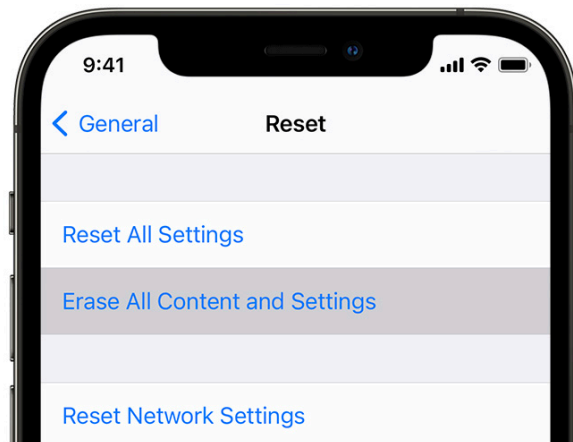 9:41
General
Reset
Reset All Settings
Erase All Content and Settings
Reset Network Settings